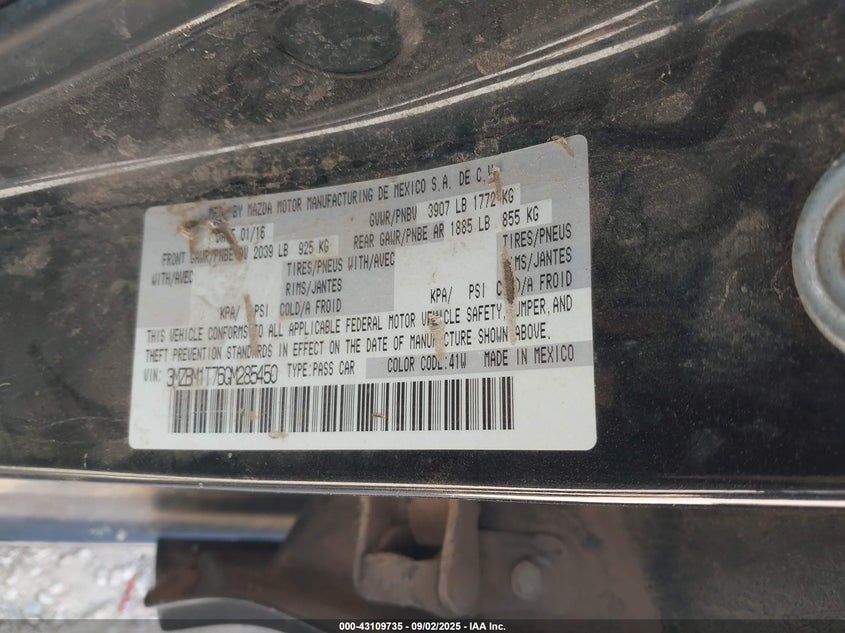 MFD. BY MAZDA MOTOR MANUFACTURING DE MEXICO S.A. DE C.V.
DATE 01/16 GVWR/PNBV 3907 LB 1772 KG
FRONT GAWR/PNBE AV 2039 LB 925 KG REAR GAWR/PNBE AR 1885 LB 855 KG
WITH/AVEC TIRES/PNEUS WITH/AVEC TIRES/PNEUS
RIMS/JANTES RIMS/JANTES
KPA/ PSI COLD/A FROID KPA/ PSI COLD/A FROID
THIS VEHICLE CONFORMS TO ALL APPLICABLE FEDERAL MOTOR VEHICLE SAFETY, BUMPER, AND
THEFT PREVENTION STANDARDS IN EFFECT ON THE DATE OF MANUFACTURE SHOWN ABOVE.
VIN: 3MZBM1T76GM285450 TYPE:PASS CAR COLOR CODE:41W MADE IN MEXICO
000-43109735 - 09/02/2025 - IAA Inc.